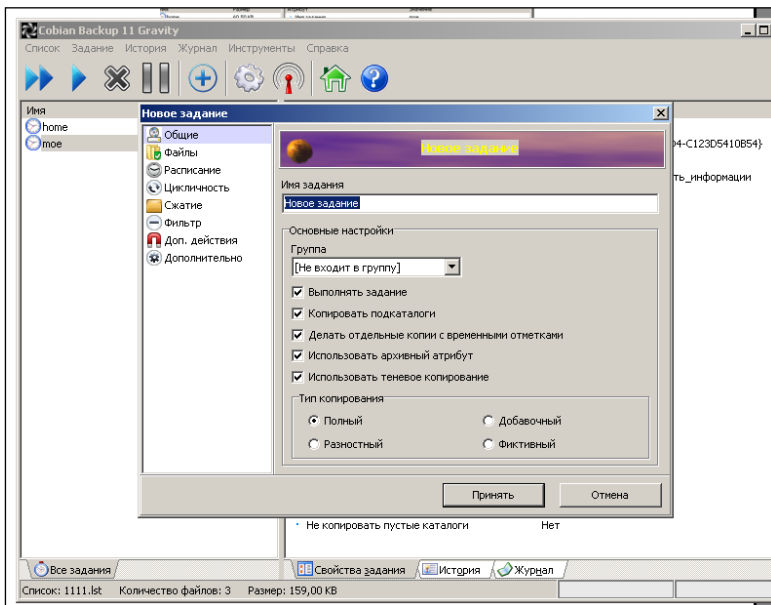 Cobian Backup 11 Gravity
Список Задание История Журнал Инструменты Справка
Имя
home
moe
Новое задание
Общие
Файлы
Расписание
Цикличность
Сжатие
Фильтр
Доп. действия
Дополнительно
Новое задание
Имя задания
Новое задание
Основные настройки
Группа
[Не входит в группу]
Выполнять задание
Копировать подкаталоги
Делать отдельные копии с временными отметками
Использовать архивный атрибут
Использовать теневое копирование
Тип копирования
Полный Добавочный
Разностный Фиктивный
Принять Отмена
04-C123D5410B54}
ть_информации
Не копировать пустые каталоги Нет
Все задания Свойства задания История Журнал
Список: 1111.lst Количество файлов: 3 Размер: 159,00 KB